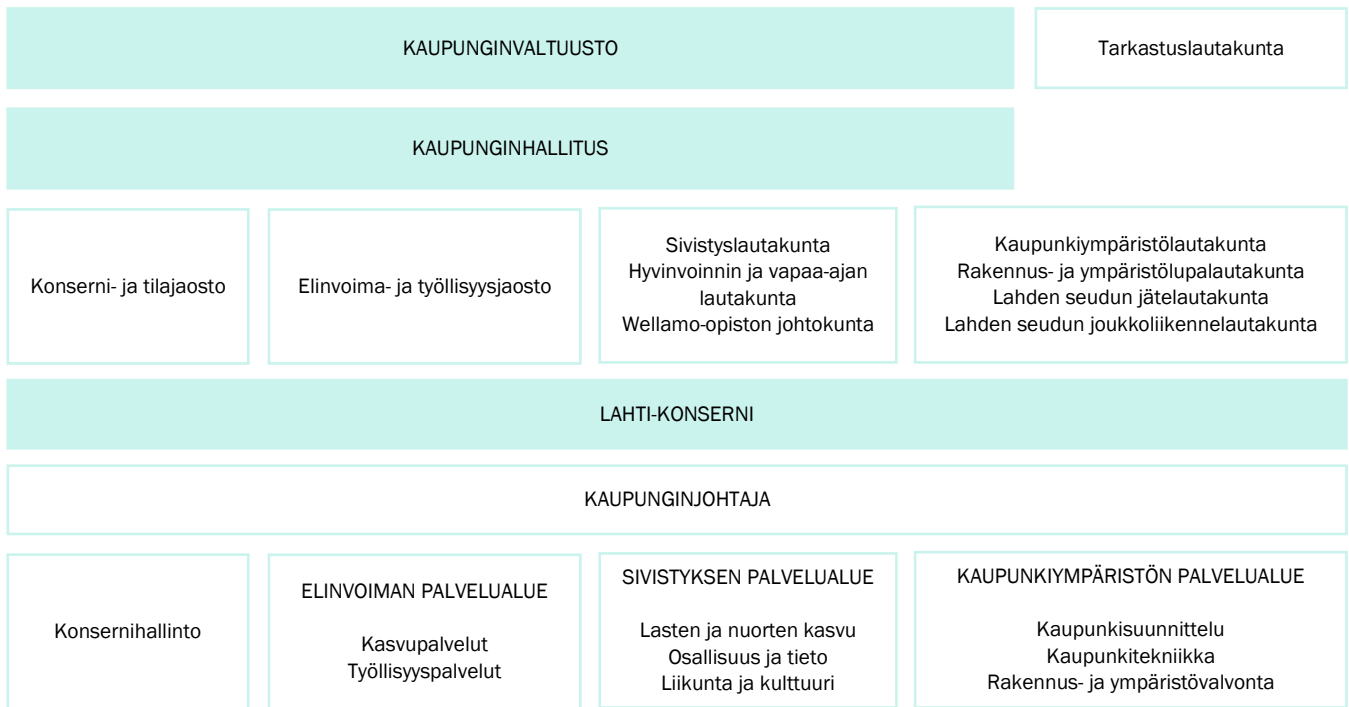 KAUPUNGINVALTUUSTO
Tarkastuslautakunta
KAUPUNGINHALLITUS
Konserni- ja tilajaosto
Elinvoima- ja työllisyysjaosto
Sivistyslautakunta
Hyvinvoinnin ja vapaa-ajan
lautakunta
Wellamo-opiston johtokunta
Kaupunkiympäristölautakunta
Rakennus- ja ympäristölupalautakunta
Lahden seudun jätelautakunta
Lahden seudun joukkoliikennelautakunta
LAHTI-KONSERNI
KAUPUNGINJOHTAJA
Konsernihallinto
ELINVOIMAN PALVELUALUE
Kasvupalvelut
Työllisyyspalvelut
SIVISTYKSEN PALVELUALUE
Lasten ja nuorten kasvu
Osallisuus ja tieto
Liikunta ja kulttuuri
KAUPUNKIYMPÄRISTÖN PALVELUALUE
Kaupunkisuunnittelu
Kaupunkitekniikka
Rakennus- ja ympäristövalvonta